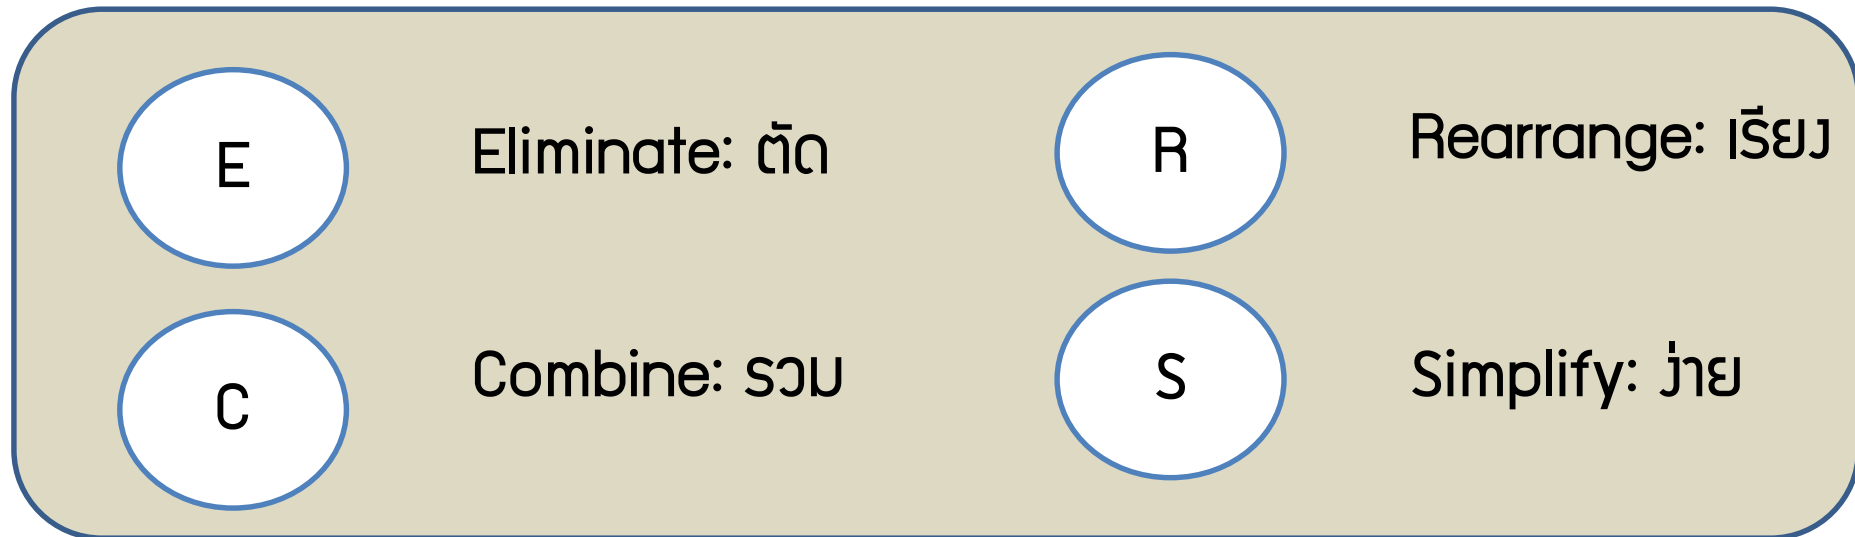 E
Eliminate: ตัด
C
Combine: รวม
R
Rearrange: เรียง
S
Simplify: ง่าย